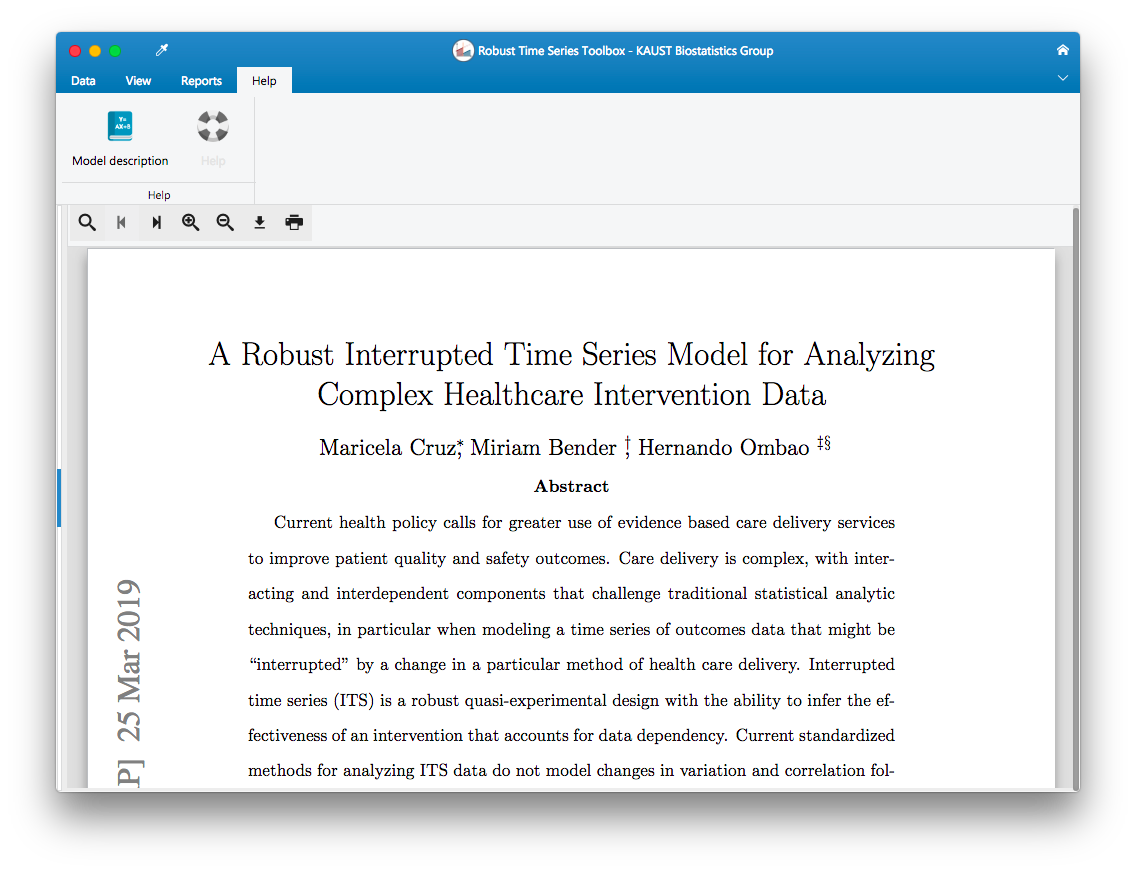 Robust Time Series Toolbox - KAUST Biostatistics Group
Data View Reports Help
Y=
AX+B
Model description Help
Help
A Robust Interrupted Time Series Model for Analyzing
Complex Healthcare Intervention Data
Maricela Cruz*, Miriam Bender †, Hernando Ombao ‡§
Abstract
Current health policy calls for greater use of evidence based care delivery services
to improve patient quality and safety outcomes. Care delivery is complex, with inter-
acting and interdependent components that challenge traditional statistical analytic
techniques, in particular when modeling a time series of outcomes data that might be
“interrupted” by a change in a particular method of health care delivery. Interrupted
time series (ITS) is a robust quasi-experimental design with the ability to infer the ef-
fectiveness of an intervention that accounts for data dependency. Current standardized
methods for analyzing ITS data do not model changes in variation and correlation fol-
P] 25 Mar 2019